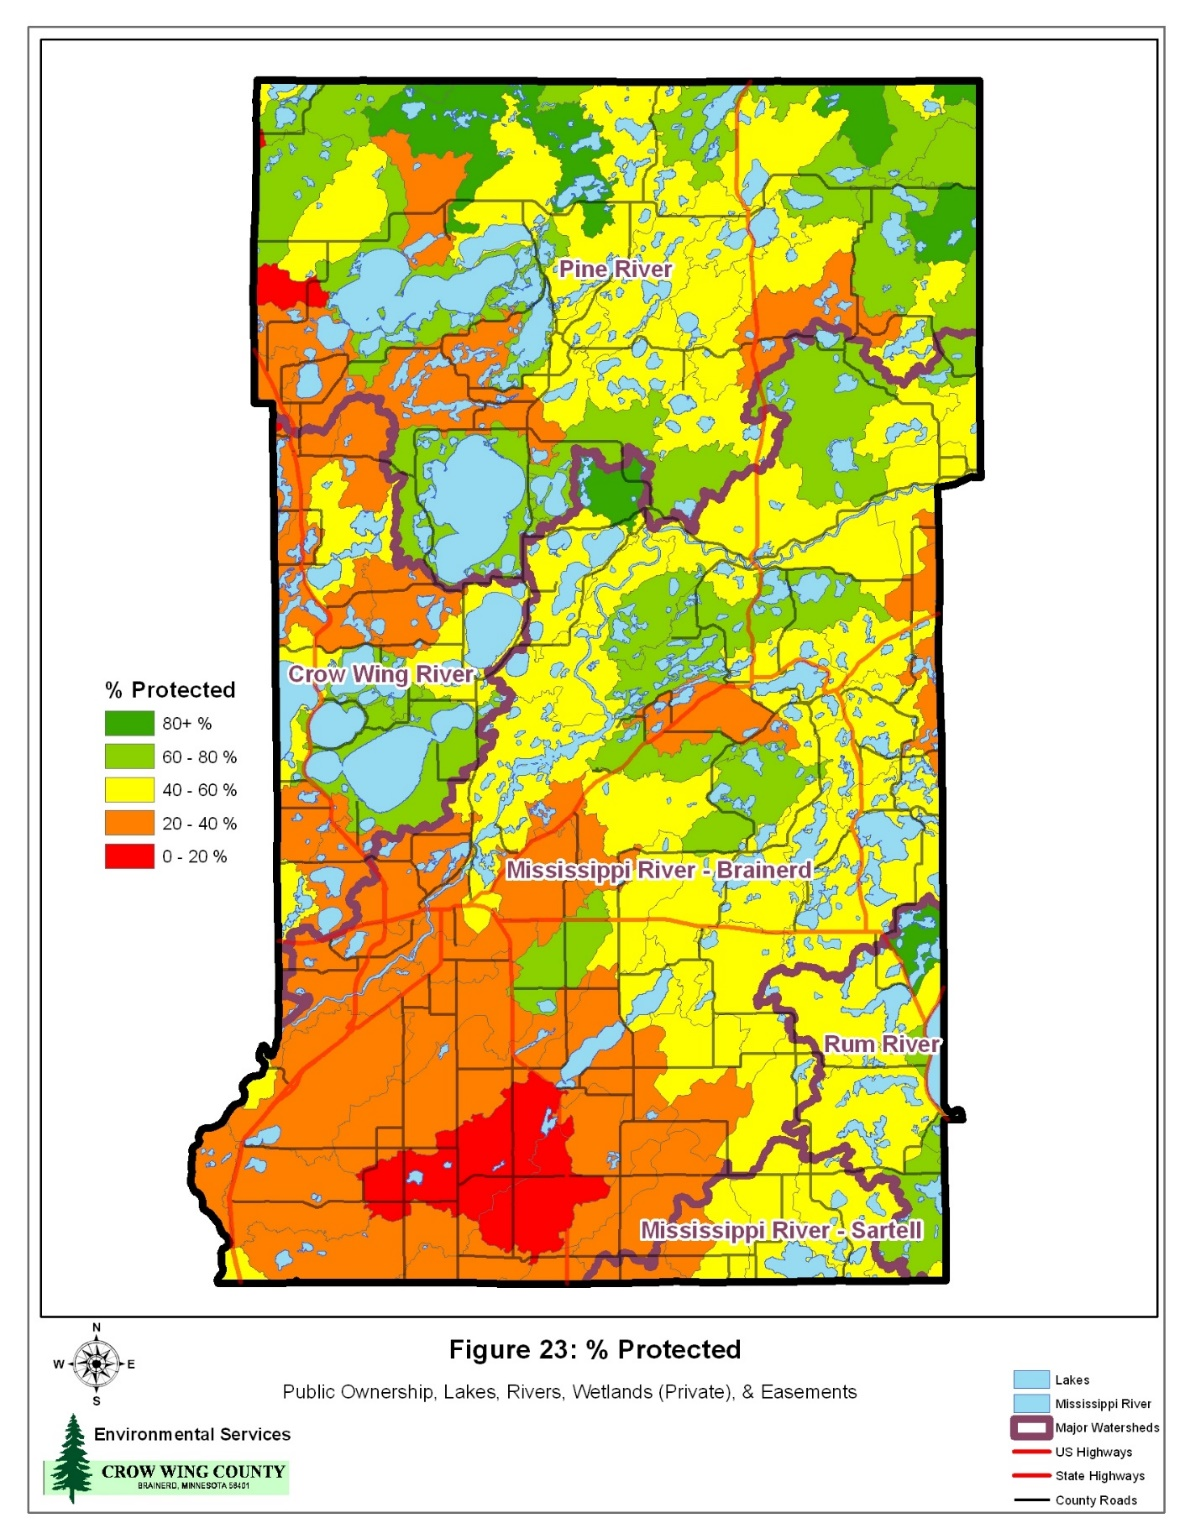 Pine River
Crow Wing River
% Protected
80+ %
60 - 80 %
40 - 60 %
20 - 40 %
0 - 20 %
Mississippi River - Brainerd
Rum River
Mississippi River - Sartell
N
W E
S
Figure 23: % Protected
Public Ownership, Lakes, Rivers, Wetlands (Private), & Easements
Environmental Services
CROW WING COUNTY
BRAINERD, MINNESOTA 56401
Lakes
Mississippi River
Major Watersheds
US Highways
State Highways
County Roads